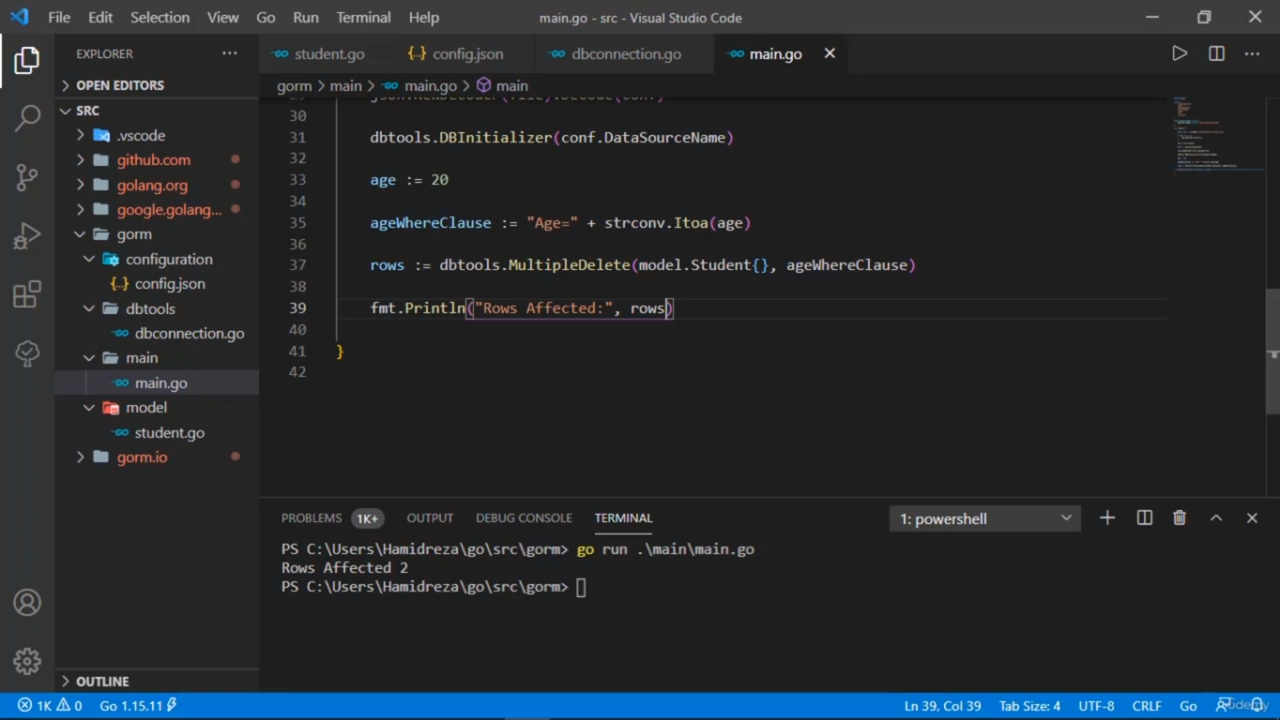 File Edit Selection View Go Run Terminal Help
main.go - src - Visual Studio Code
EXPLORER
OPEN EDITORS
SRC
.vscode
github.com
golang.org
google.golang...
gorm
configuration
config.json
dbtools
dbconnection.go
main
main.go
model
student.go
gorm.io
OUTLINE
student.go config.json dbconnection.go main.go
gorm > main > main.go > main
json.NewDecoder(file).Decode(conf)
30
31 dbtools.DBInitializer(conf.DataSourceName)
32
33 age := 20
34
35 ageWhereClause := "Age=" + strconv.Itoa(age)
36
37 rows := dbtools.MultipleDelete(model.Student{}, ageWhereClause)
38
39 fmt.Println("Rows Affected:", rows)
40
41 }
42
PROBLEMS 1K+ OUTPUT DEBUG CONSOLE TERMINAL 1: powershell
PS C:\Users\Hamidreza\go\src\gorm> go run .\main\main.go
Rows Affected 2
PS C:\Users\Hamidreza\go\src\gorm>
1K 0 Go 1.15.11 Ln 39, Col 39 Tab Size: 4 UTF-8 CRLF Go